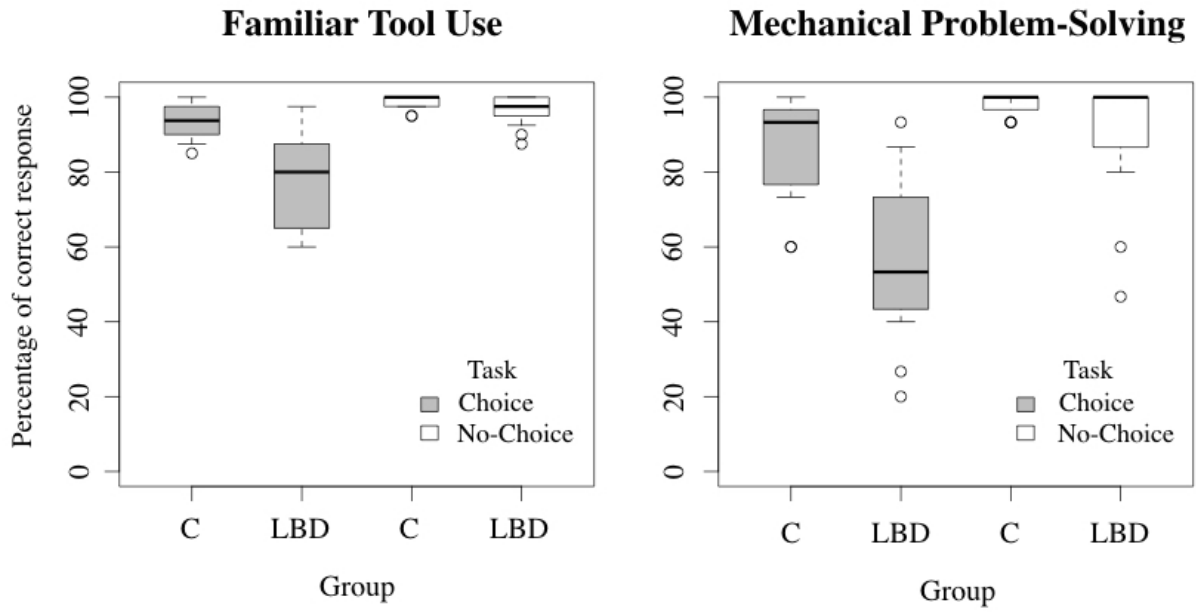 Familiar Tool Use
Percentage of correct response
100
80
60
40
20
0
Task
Choice
No-Choice
C LBD C LBD
Group
Mechanical Problem-Solving
100
80
60
40
20
0
Task
Choice
No-Choice
C LBD C LBD
Group